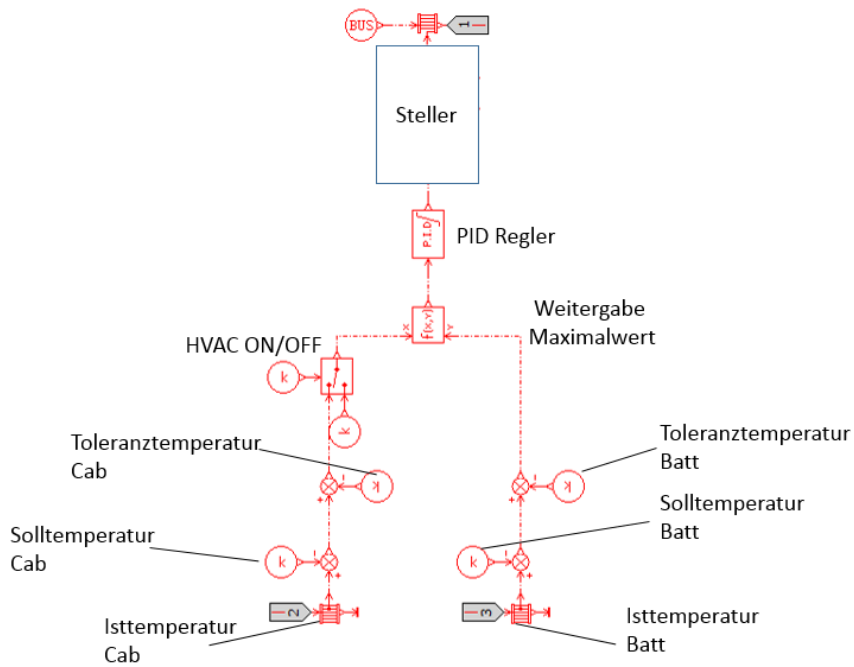 BUS
1
Steller
P.I.D
PID Regler
Weitergabe
Maximalwert
X
f(X,Y)
Y
HVAC ON/OFF
k
k
Toleranztemperatur
Cab
k
Toleranztemperatur
Batt
k
Solltemperatur
Cab
k
Solltemperatur
Batt
k
2
3
Isttemperatur
Cab
Isttemperatur
Batt